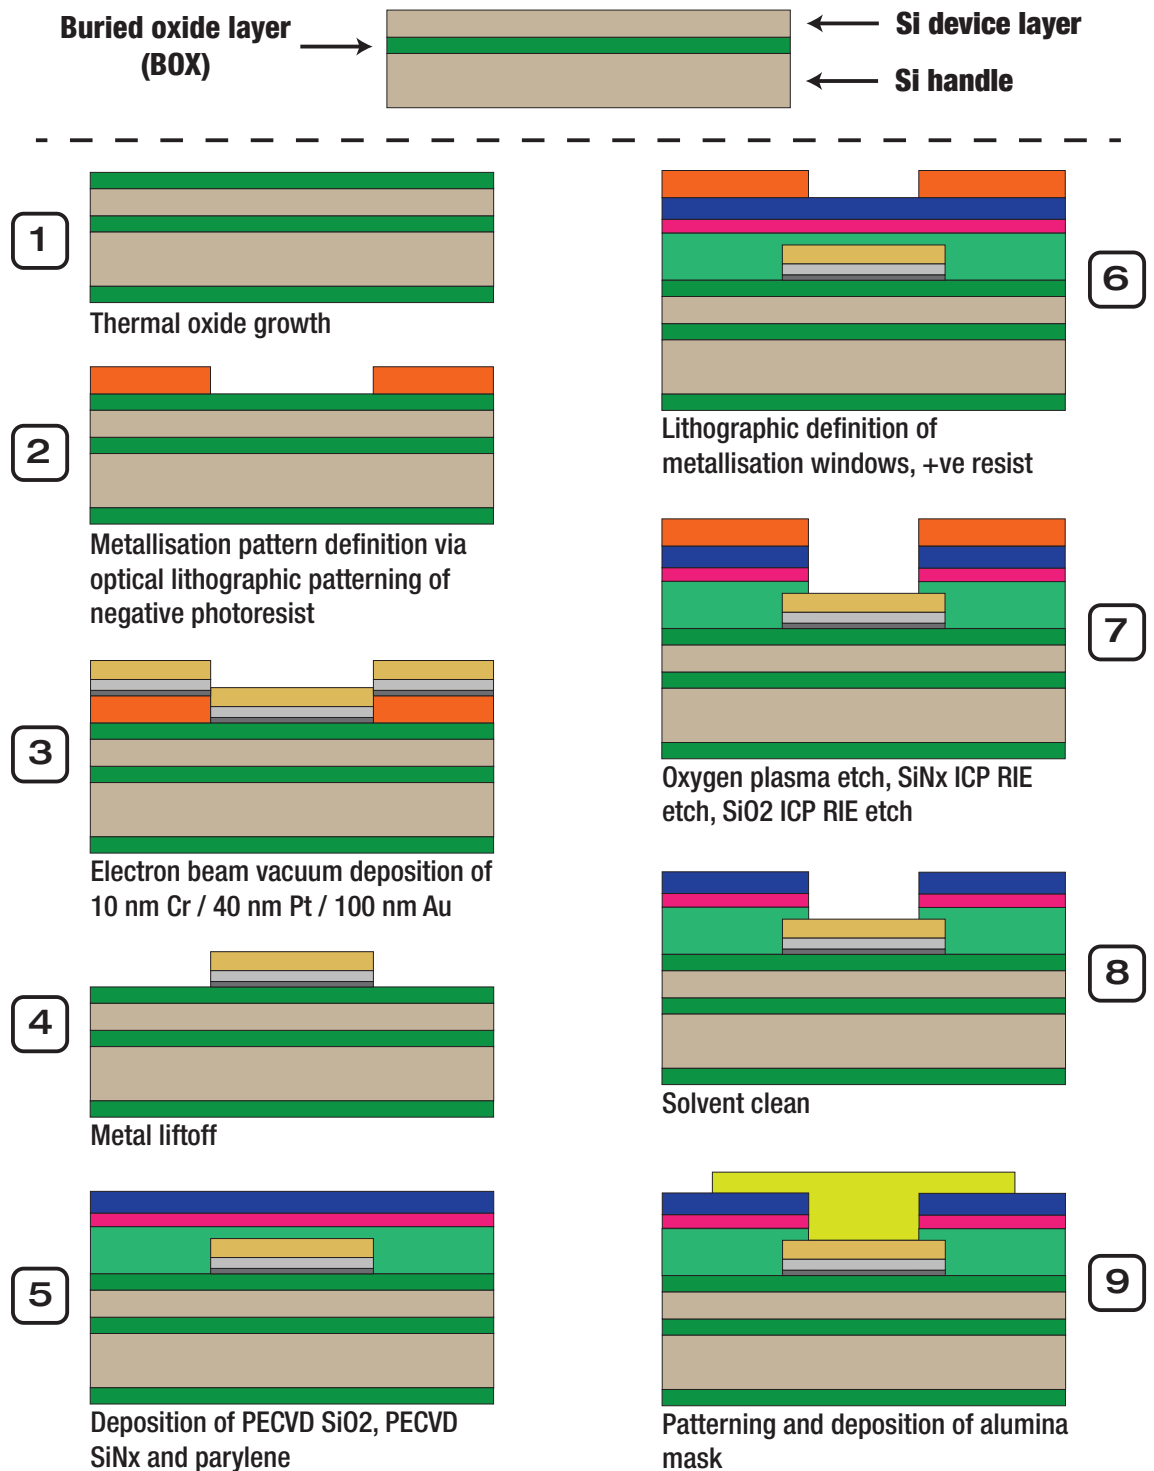 Buried oxide layer
(BOX)
Si device layer
Si handle
1
Thermal oxide growth
2
Metallisation pattern definition via
optical lithographic patterning of
negative photoresist
3
Electron beam vacuum deposition of
10 nm Cr / 40 nm Pt / 100 nm Au
4
Metal liftoff
5
Deposition of PECVD SiO2, PECVD
SiNx and parylene
6
Lithographic definition of
metallisation windows, +ve resist
7
Oxygen plasma etch, SiNx ICP RIE
etch, SiO2 ICP RIE etch
8
Solvent clean
9
Patterning and deposition of alumina
mask